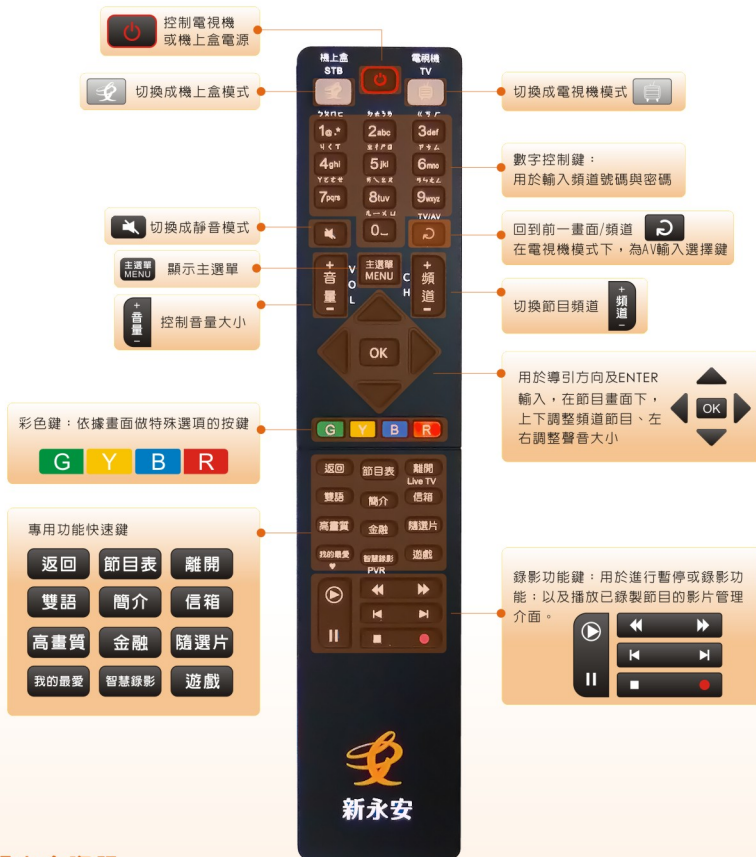 控制電視機
或機上盒電源
切換成機上盒模式
切換成靜音模式
主選單
MENU
顯示主選單
+
音
量
-
控制音量大小
彩色鍵：依據畫面做特殊選項的按鍵
G Y B R
專用功能快速鍵
返回 節目表 離開
雙語 簡介 信箱
高畫質 金融 隨選片
我的最愛 智慧錄影 遊戲
機上盒
STB
電視機
TV
ㄅㄆㄇㄈ ㄉㄊㄋㄌ ㄍㄎㄏ
1@.* 2abc 3def
ㄐㄑㄒ ㄓㄔㄕㄖ ㄗㄘㄙ
4ghi 5jkl 6mno
ㄚㄛㄜㄝ ㄞㄟㄠㄡ ㄢㄣㄤㄥ
7pqrs 8tuv 9wxyz
ㄦㄧㄨㄩ TV/AV
0_
+
音
量
-
VOL
主選單
MENU
CH
+
頻
道
-
OK
G Y B R
返回 節目表 離開
Live TV
雙語 簡介 信箱
高畫質 金融 隨選片
我的最愛 智慧錄影 遊戲
PVR
新永安
切換成電視機模式
數字控制鍵：
用於輸入頻道號碼與密碼
回到前一畫面/頻道
在電視機模式下，為AV輸入選擇鍵
切換節目頻道
+
頻
道
-
用於導引方向及ENTER
輸入，在節目畫面下，
上下調整頻道節目、左
右調整聲音大小
OK
錄影功能鍵：用於進行暫停或錄影功
能；以及播放已錄製節目的影片管理
介面。